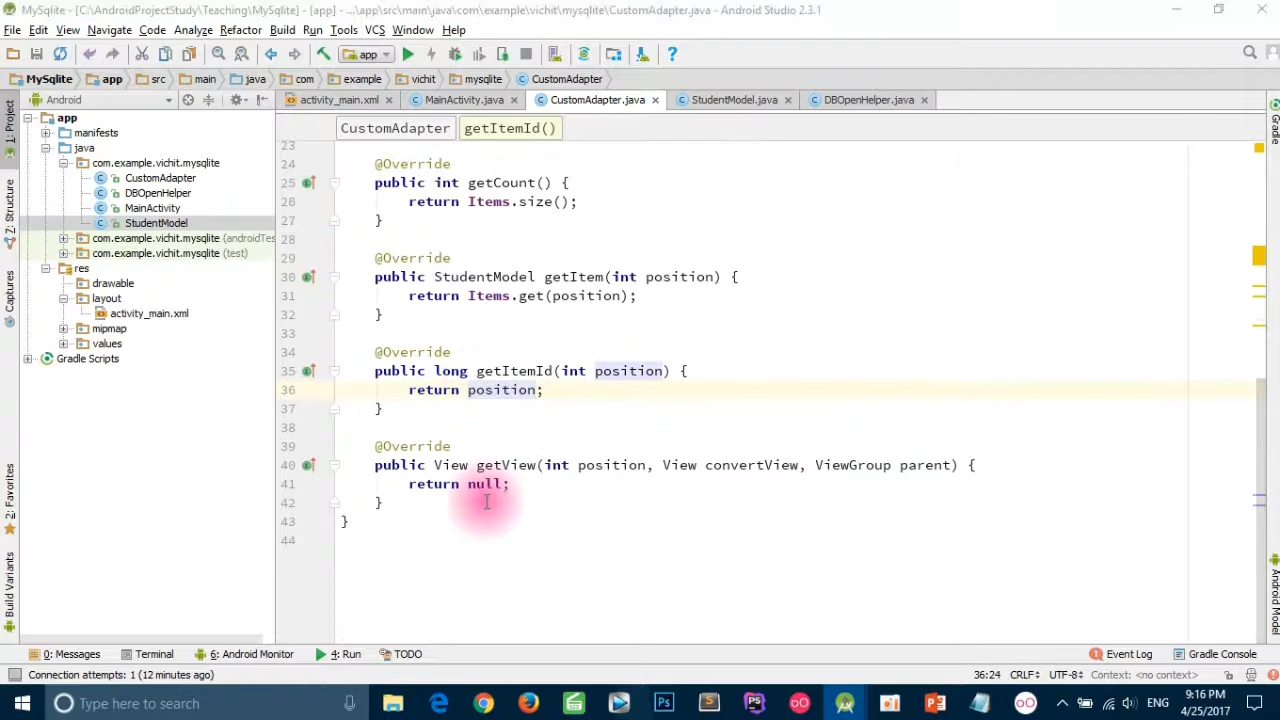 MySqlite - [C:\AndroidProjectStudy\Teaching\MySqlite] - [app] - ...\app\src\main\java\com\example\vichit\mysqlite\CustomAdapter.java - Android Studio 2.3.1
File Edit View Navigate Code Analyze Refactor Build Run Tools VCS Window Help
app
MySqlite app src main java com example vichit mysqlite CustomAdapter
Android
activity_main.xml MainActivity.java CustomAdapter.java StudentModel.java DBOpenHelper.java
1: Project
Z: Structure
Captures
2: Favorites
Build Variants
app
manifests
java
com.example.vichit.mysqlite
CustomAdapter
DBOpenHelper
MainActivity
StudentModel
com.example.vichit.mysqlite (androidTes
com.example.vichit.mysqlite (test)
res
drawable
layout
activity_main.xml
mipmap
values
Gradle Scripts
CustomAdapter getItemId()
23
24 @Override
25 public int getCount() {
26 return Items.size();
27 }
28
29 @Override
30 public StudentModel getItem(int position) {
31 return Items.get(position);
32 }
33
34 @Override
35 public long getItemId(int position) {
36 return position;
37 }
38
39 @Override
40 public View getView(int position, View convertView, ViewGroup parent) {
41 return null;
42 }
43 }
44
Gradle
Android Model
0: Messages Terminal 6: Android Monitor 4: Run TODO Event Log Gradle Console
Connection attempts: 1 (12 minutes ago) 36:24 CRLF UTF-8 Context: <no context>
Type here to search
ENG
9:16 PM
4/25/2017